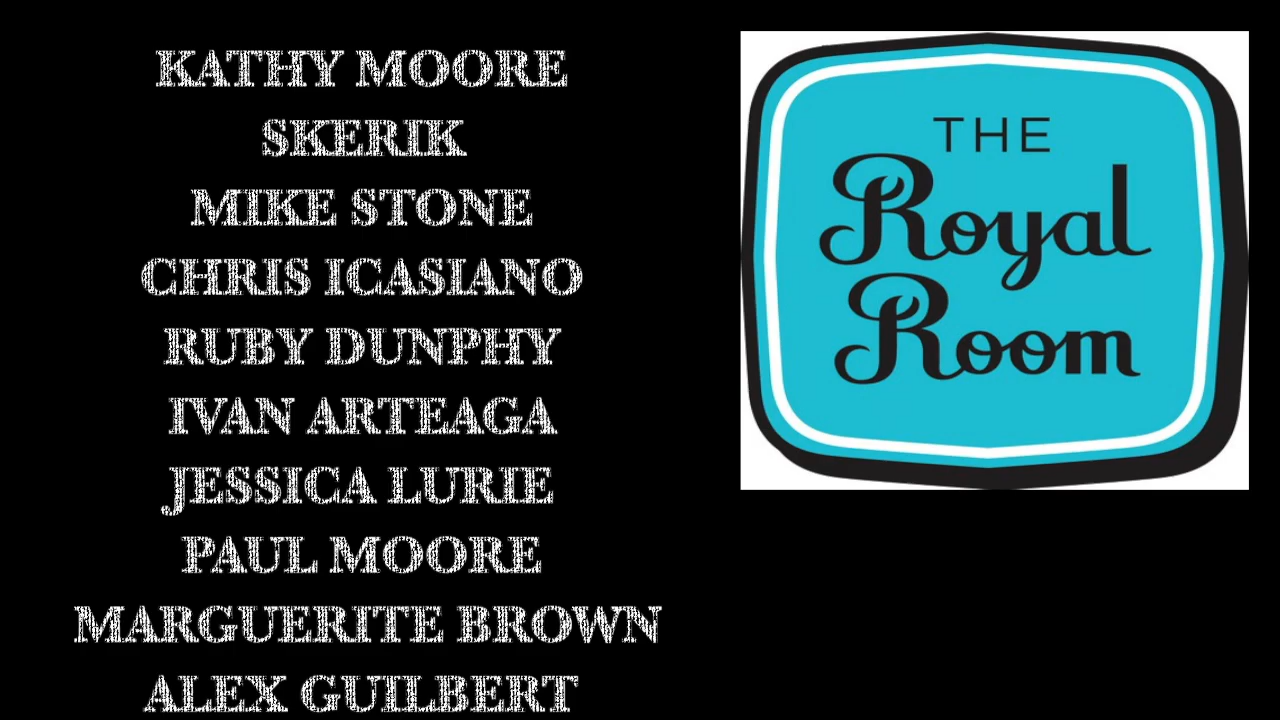 KATHY MOORE
SKERIK
MIKE STONE
CHRIS ICASIANO
RUBY DUNPHY
IVAN ARTEAGA
JESSICA LURIE
PAUL MOORE
MARGUERITE BROWN
ALEX GUILBERT
THE
Royal
Room